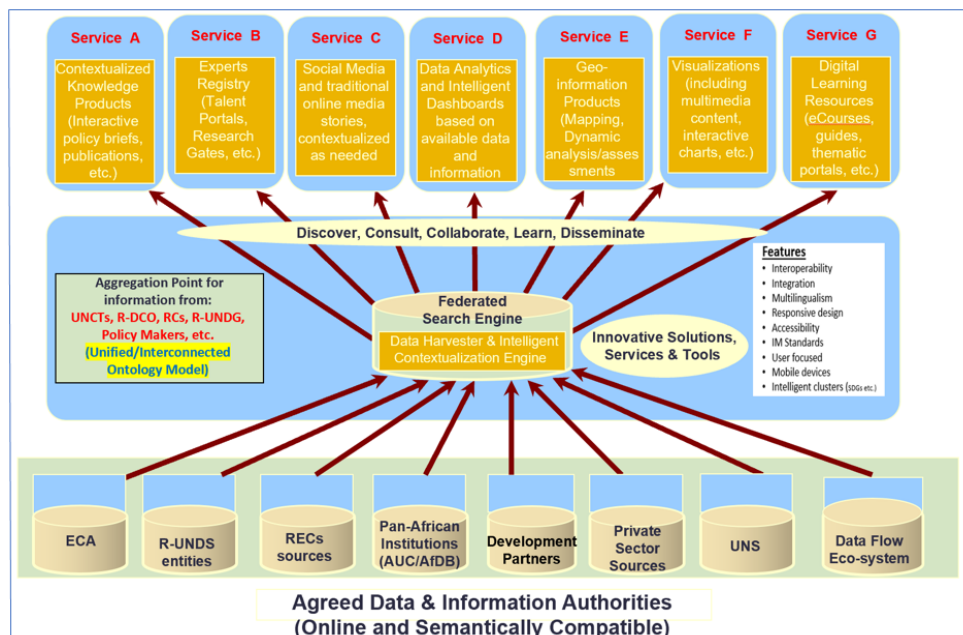 Service A
Contextualized
Knowledge
Products
(Interactive
policy briefs,
publications,
etc.)
Service B
Experts
Registry
(Talent
Portals,
Research
Gates, etc.)
Service C
Social Media
and traditional
online media
stories,
contextualized
as needed
Service D
Data Analytics
and Intelligent
Dashboards
based on
available data
and
information
Service E
Geo-
information
Products
(Mapping,
Dynamic
analysis/asses
sments
Service F
Visualizations
(including
multimedia
content,
interactive
charts, etc.)
Service G
Digital
Learning
Resources
(eCourses,
guides,
thematic
portals, etc.)
Discover, Consult, Collaborate, Learn, Disseminate
Aggregation Point for
information from:
UNCTs, R-DCO, RCs, R-UNDG,
Policy Makers, etc.
(Unified/Interconnected
Ontology Model)
Federated
Search Engine
Data Harvester & Intelligent
Contextualization Engine
Innovative Solutions,
Services & Tools
Features
• Interoperability
• Integration
• Multilingualism
• Responsive design
• Accessibility
• IM Standards
• User focused
• Mobile devices
• Intelligent clusters (SDGs etc.)
ECA
R-UNDS
entities
RECs
sources
Pan-African
Institutions
(AUC/AfDB)
Development
Partners
Private
Sector
Sources
UNS
Data Flow
Eco-system
Agreed Data & Information Authorities
(Online and Semantically Compatible)